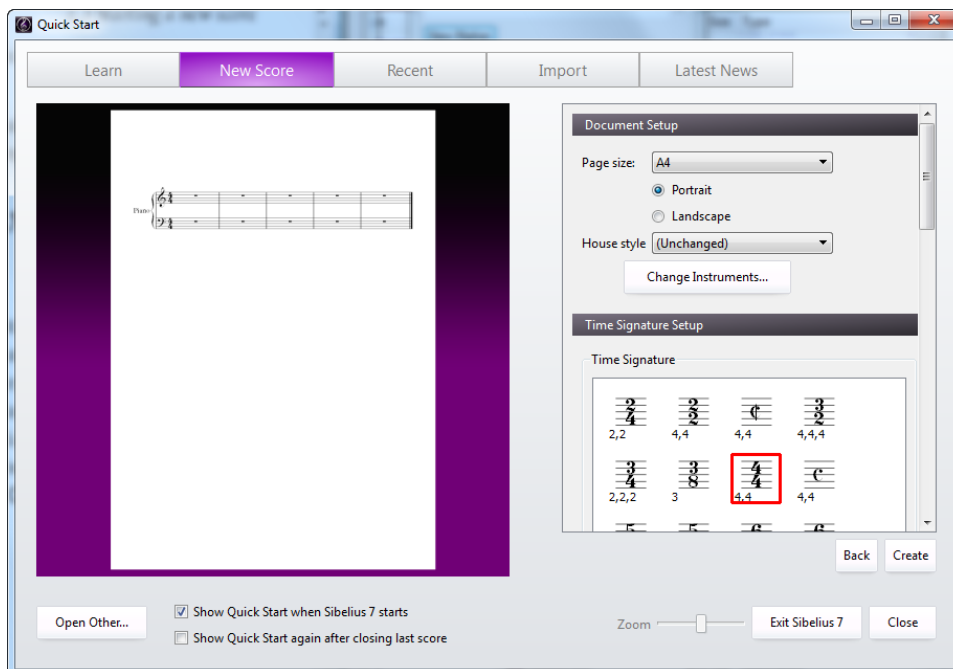 Quick Start
Learn
New Score
Recent
Import
Latest News
Piano
Document Setup
Page size: A4
Portrait
Landscape
House style (Unchanged)
Change Instruments...
Time Signature Setup
Time Signature
2,2 4,4 4,4 4,4,4
2,2,2 3 4,4 4,4
Back Create
Open Other...
Show Quick Start when Sibelius 7 starts
Show Quick Start again after closing last score
Zoom
Exit Sibelius 7
Close